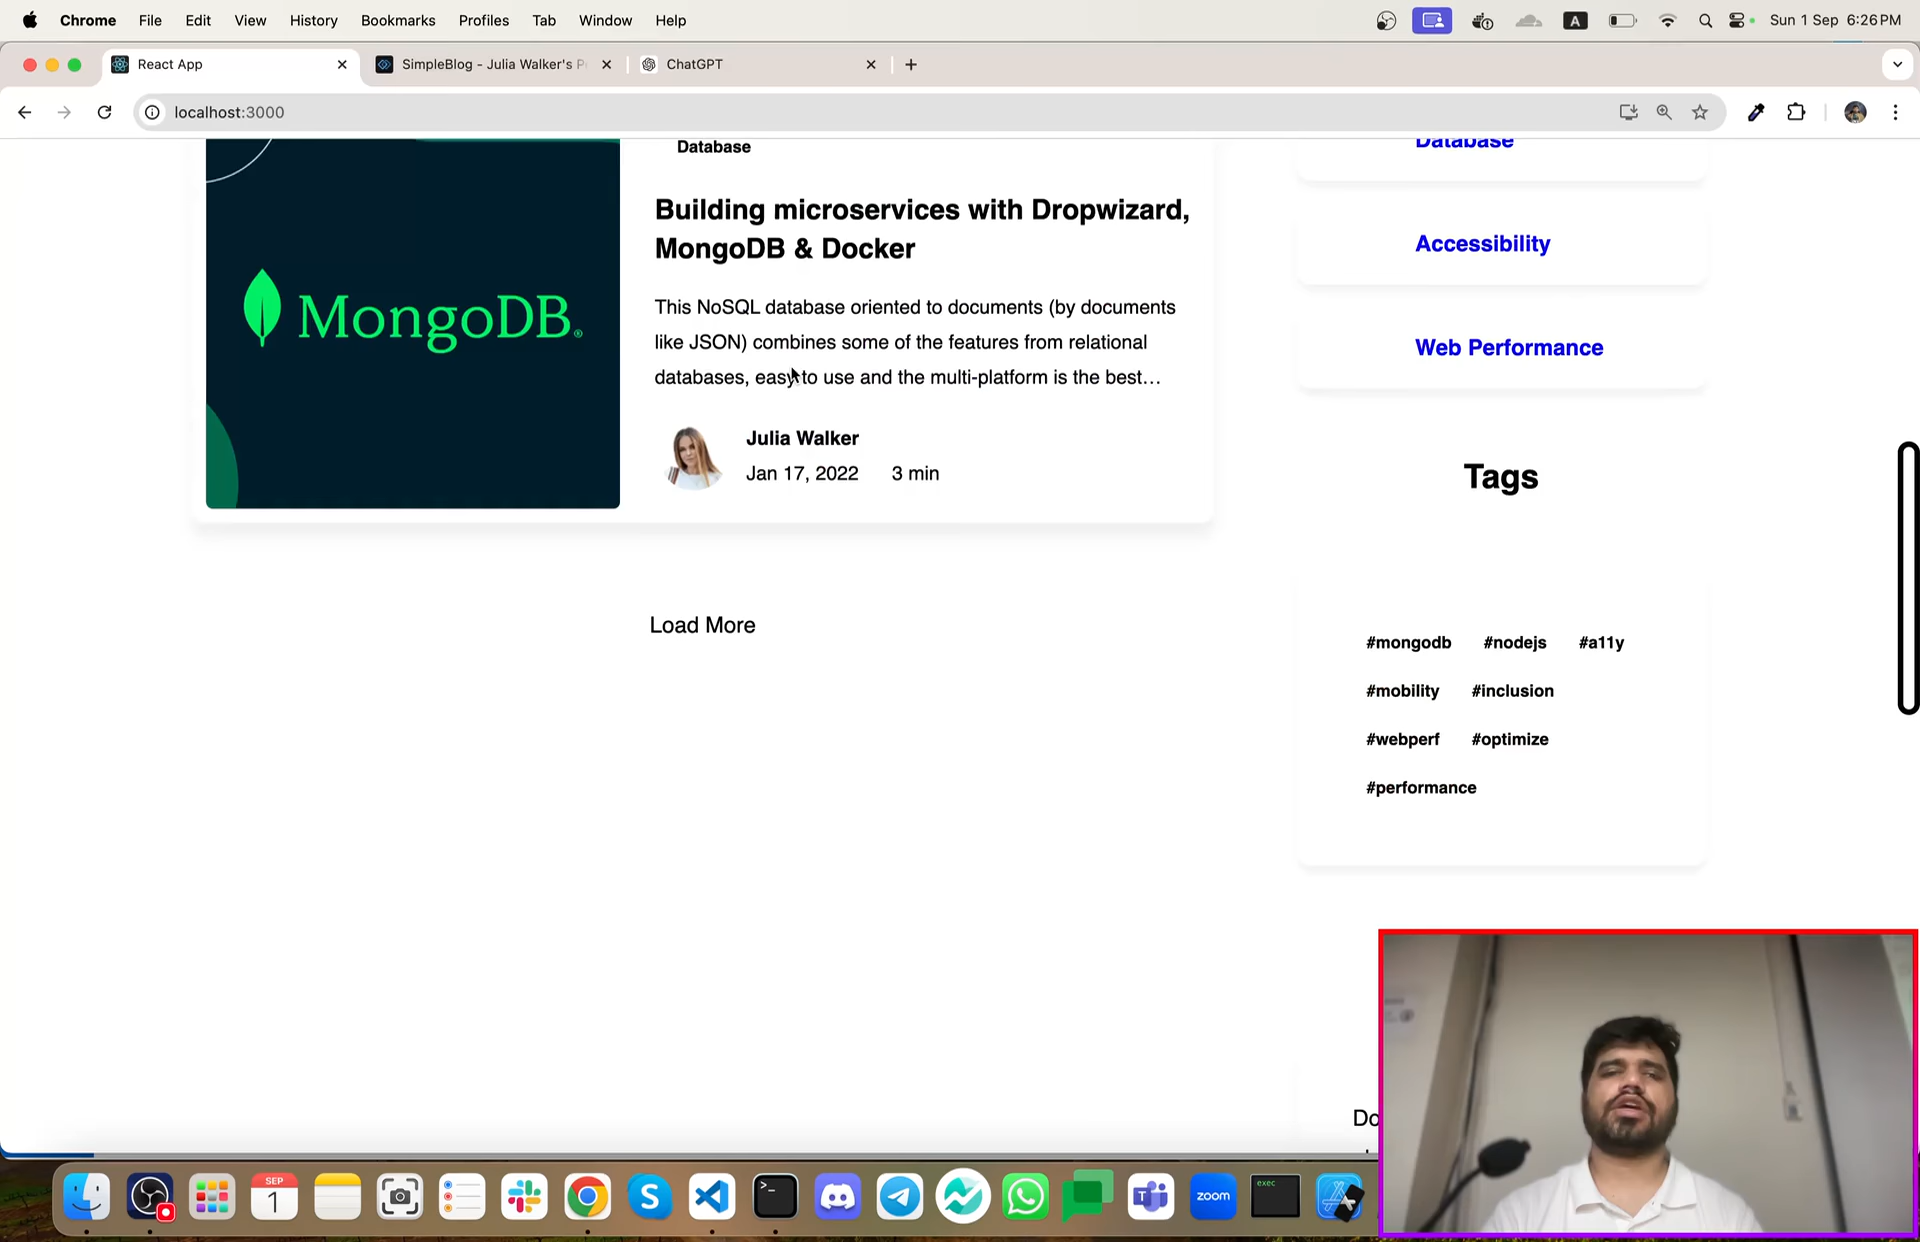 Chrome File Edit View History Bookmarks Profiles Tab Window Help
A
Sun 1 Sep 6:26 PM
React App
SimpleBlog - Julia Walker's P
ChatGPT
localhost:3000
Database
Building microservices with Dropwizard,
MongoDB & Docker
MongoDB®
This NoSQL database oriented to documents (by documents
like JSON) combines some of the features from relational
databases, easy to use and the multi-platform is the best…
Julia Walker
Jan 17, 2022 3 min
Load More
Database
Accessibility
Web Performance
Tags
#mongodb #nodejs #a11y
#mobility #inclusion
#webperf #optimize
#performance
Do
SEP
1
S
>_
T
zoom
exec